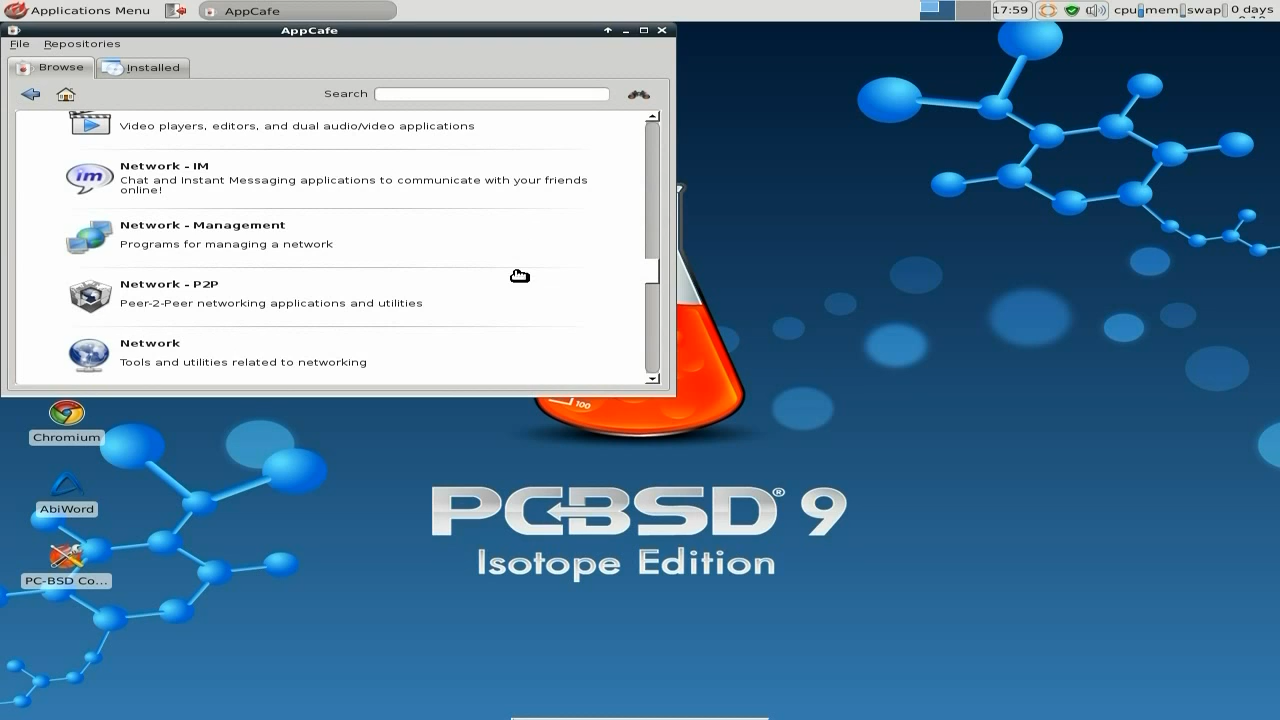 Applications Menu
AppCafe
17:59
cpu
mem
swap
0 days
AppCafe
File
Repositories
Browse
Installed
Search
Video players, editors, and dual audio/video applications
im
Network - IM
Chat and Instant Messaging applications to communicate with your friends
online!
Network - Management
Programs for managing a network
Network - P2P
Peer-2-Peer networking applications and utilities
Network
Tools and utilities related to networking
100
Chromium
AbiWord
PC-BSD Co...
PCBSD® 9
Isotope Edition